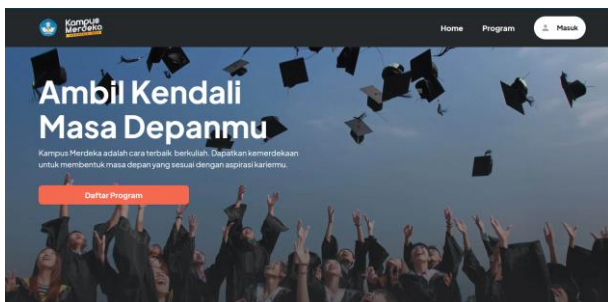 Kampus
Merdeka
Home
Program
Masuk
Ambil Kendali
Masa Depanmu
Kampus Merdeka adalah cara terbaik berkuliah. Dapatkan kemerdekaan
untuk membentuk masa depan yang sesuai dengan aspirasi kariermu.
Daftar Program